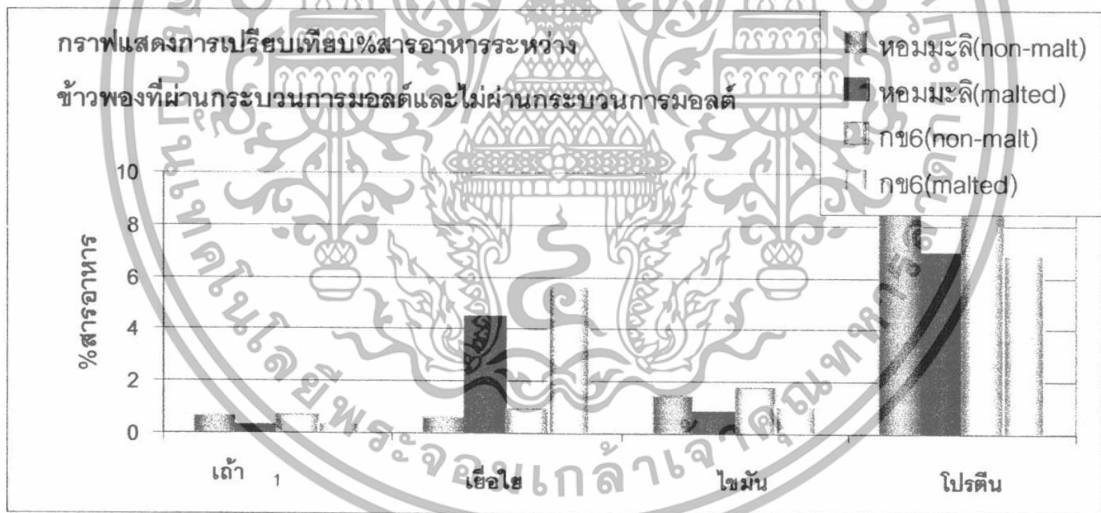 กราฟแสดงการเปรียบเทียบ%สารอาหารระหว่าง
ข้าวพองที่ผ่านกระบวนการมอลต์และไม่ผ่านกระบวนการมอลต์
หอมมะลิ(non-malt)
หอมมะลิ(malted)
กข6(non-malt)
กข6(malted)
%สารอาหาร
10
8
6
4
2
0
เถ้า
1
เยื่อใย
ไขมัน
โปรตีน